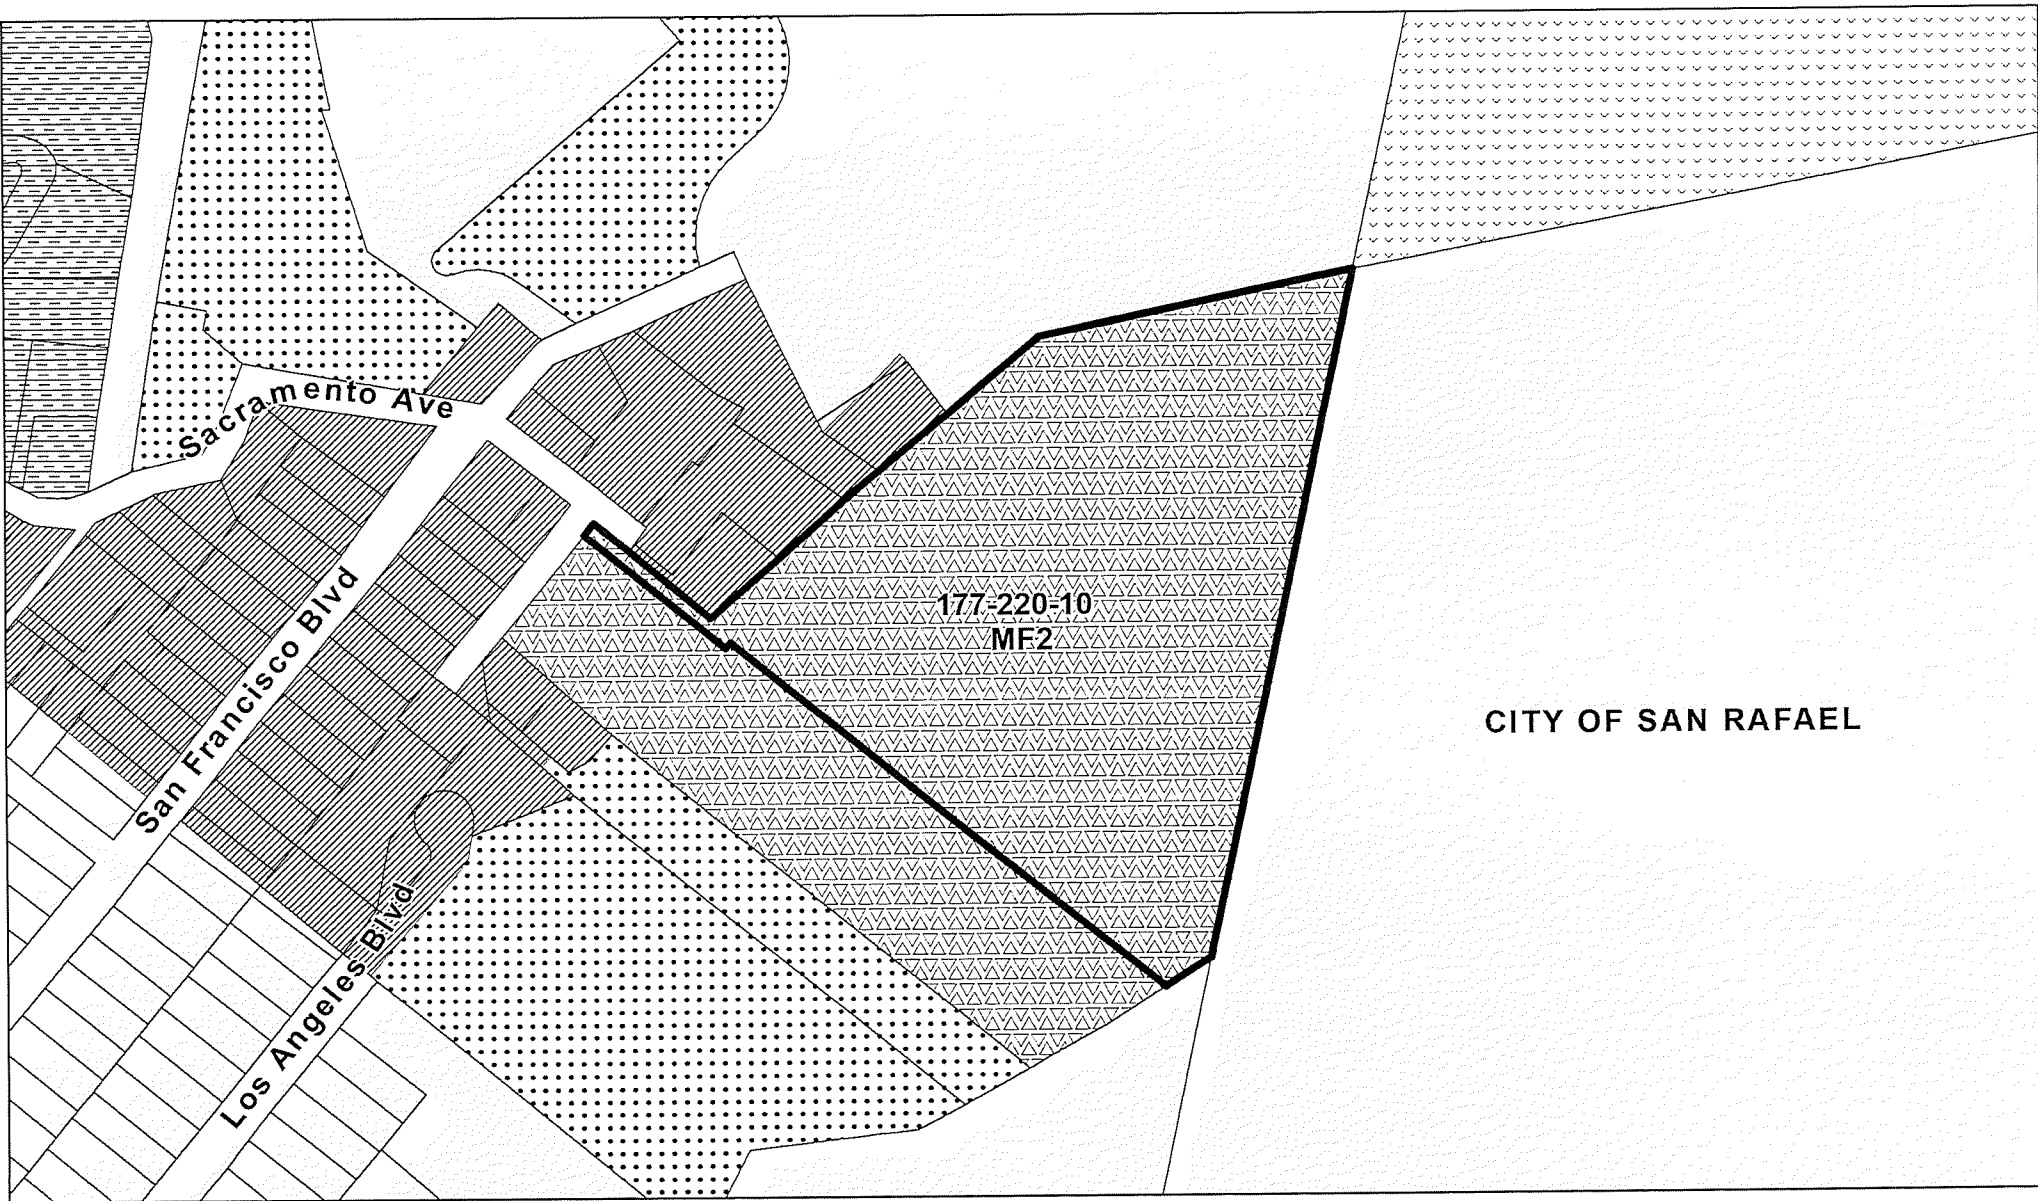 Sacramento Ave
San Francisco Blvd
177-220-10
MF2
CITY OF SAN RAFAEL
Los Angeles Blvd